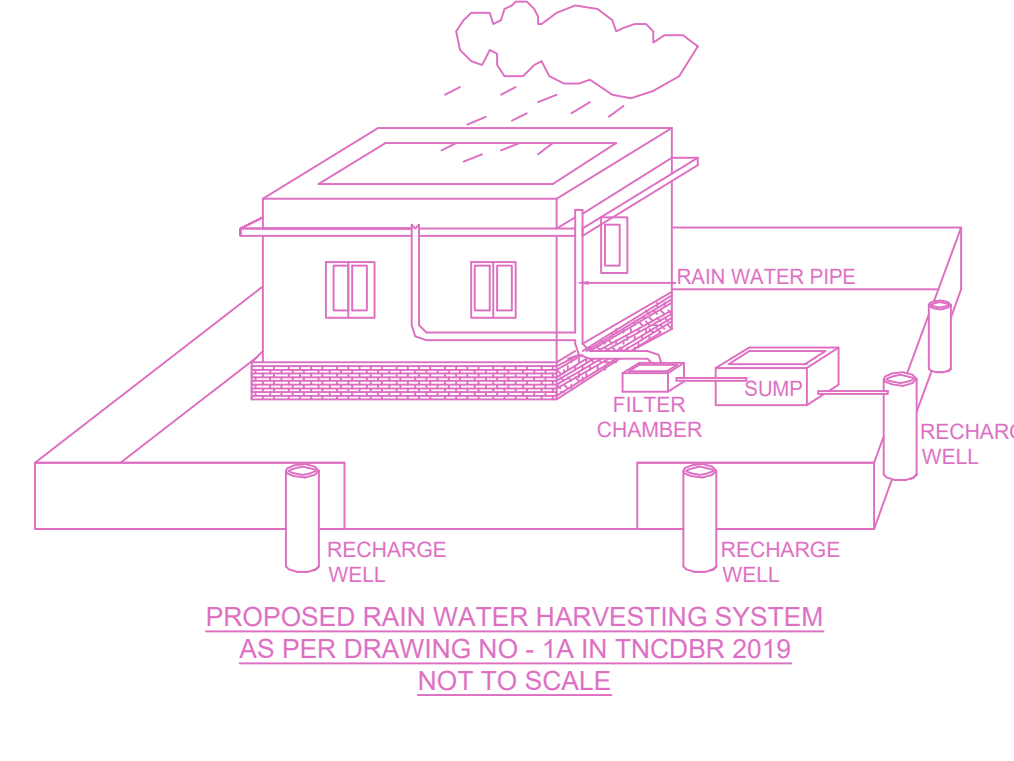 RAIN WATER PIPE
SUMP
FILTER
CHAMBER
WELL
RECHARGE
WELL
RECHARGE
WELL
PROPOSED RAIN WATER HARVESTING SYSTEM
AS PER DRAWING NO - 1A IN TNCDBR 2019
NOT TO SCALE